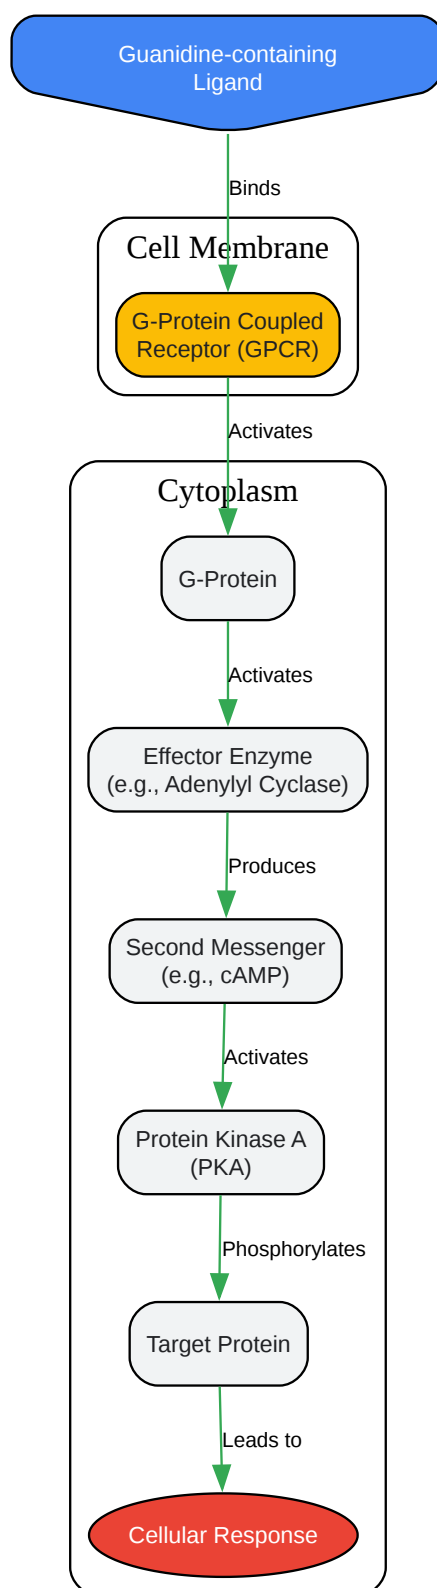 Guanidine-containing
Ligand
Binds
Cell Membrane
G-Protein Coupled
Receptor (GPCR)
Activates
Cytoplasm
G-Protein
Activates
Effector Enzyme
(e.g., Adenylyl Cyclase)
Produces
Second Messenger
(e.g., cAMP)
Activates
Protein Kinase A
(PKA)
Phosphorylates
Target Protein
Leads to
Cellular Response